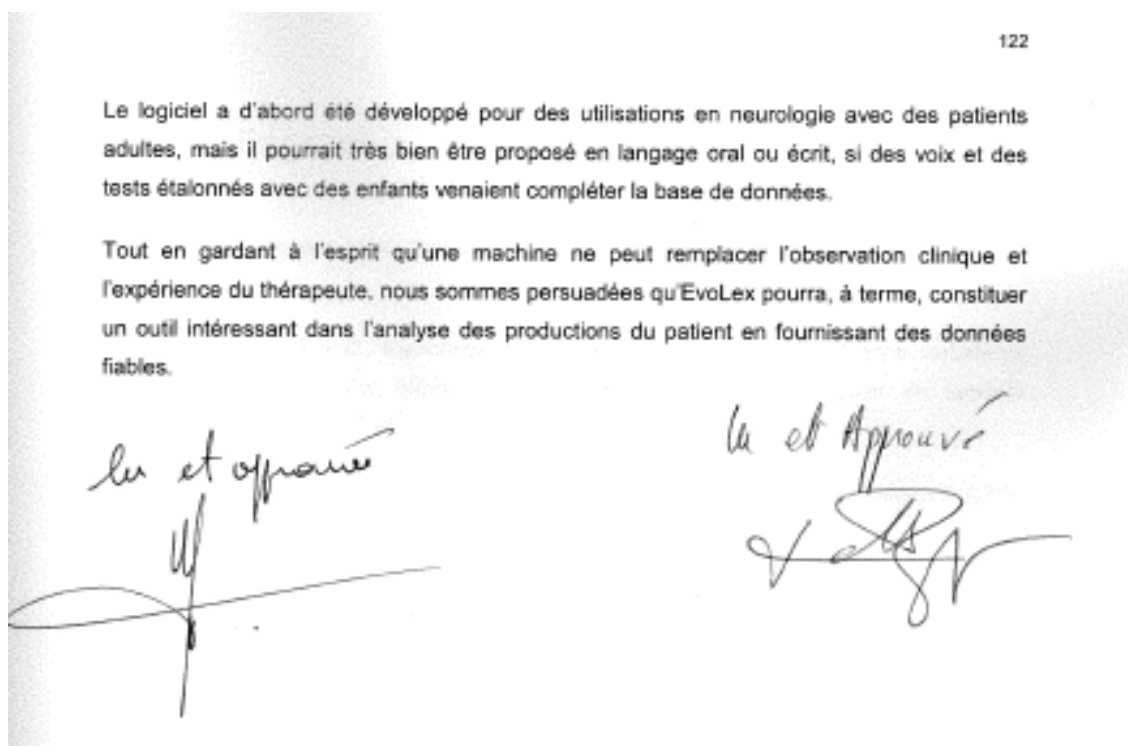 122
Le logiciel a d'abord été développé pour des utilisations en neurologie avec des patients
adultes, mais il pourrait très bien être proposé en langage oral ou écrit, si des voix et des
tests étalonnés avec des enfants venaient compléter la base de données.
Tout en gardant à l'esprit qu'une machine ne peut remplacer l'observation clinique et
l'expérience du thérapeute, nous sommes persuadées qu'EvoLex pourra, à terme, constituer
un outil intéressant dans l'analyse des productions du patient en fournissant des données
fiables.
lu et approuvé
lu et Approuvé